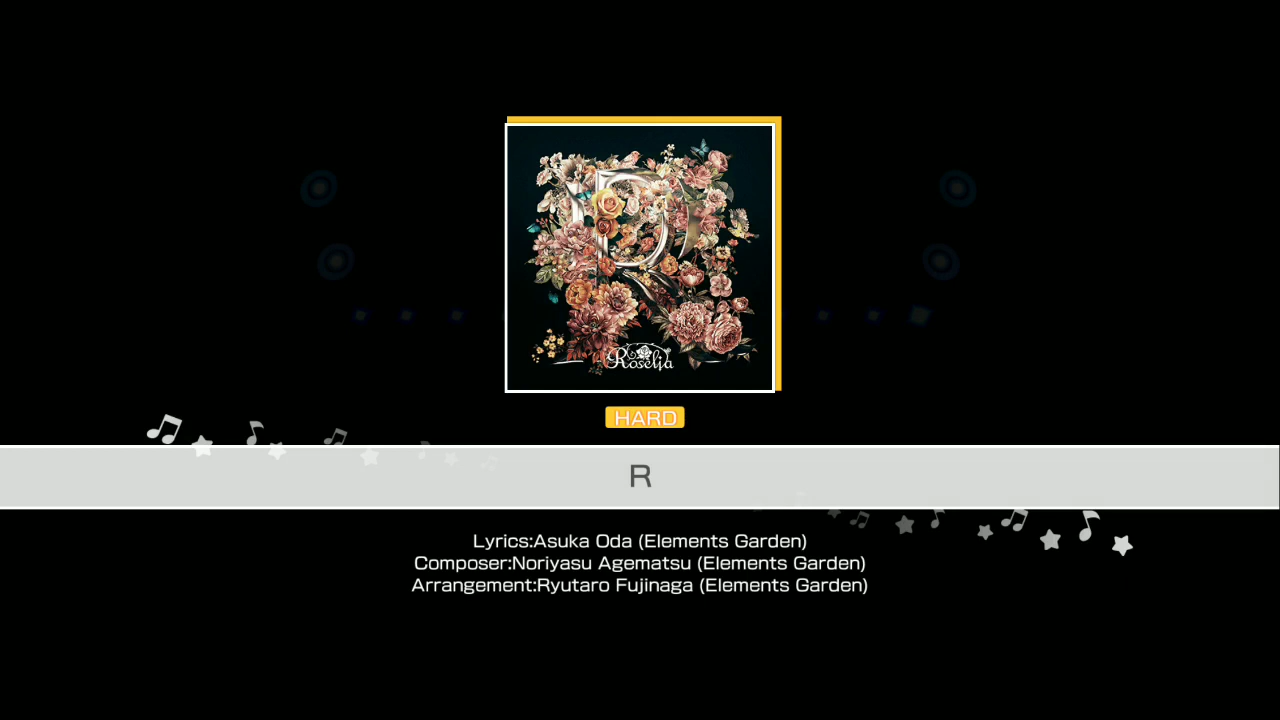 R
Roselia
HARD
R
Lyrics:Asuka Oda (Elements Garden)
Composer:Noriyasu Agematsu (Elements Garden)
Arrangement:Ryutaro Fujinaga (Elements Garden)